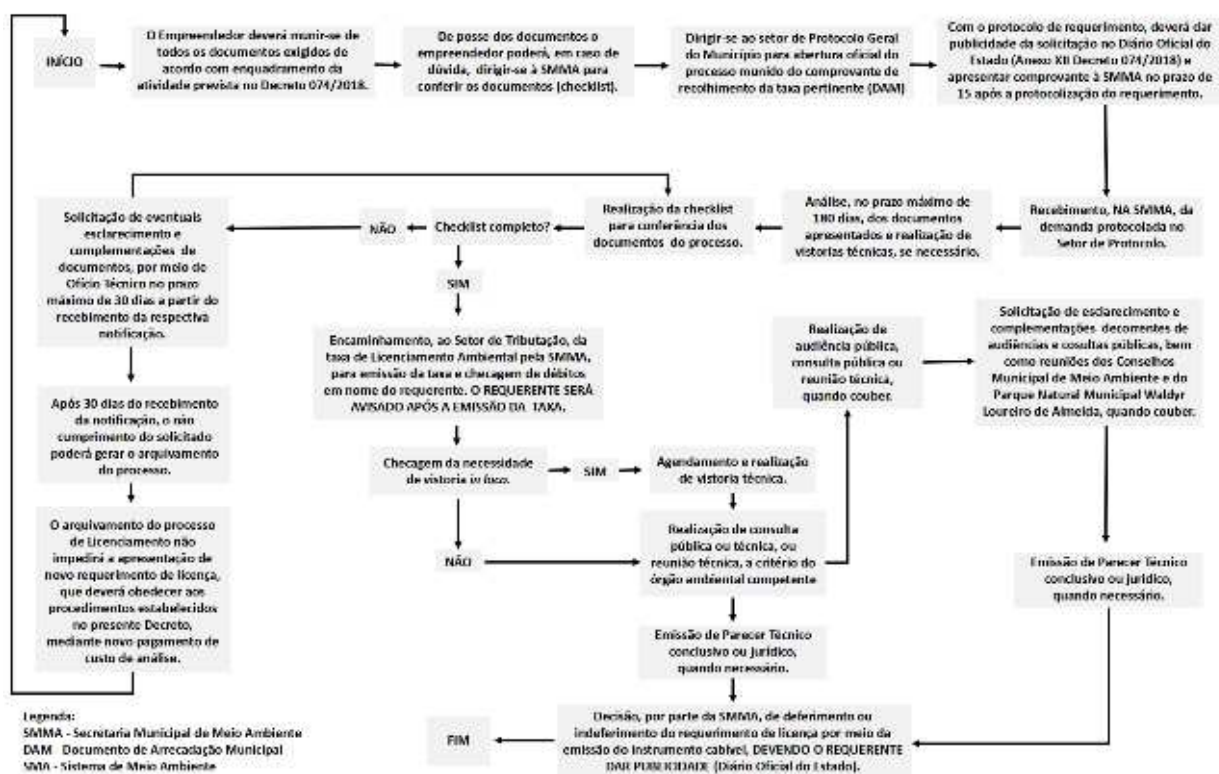 INÍCIO
O Empreendedor deverá munir-se de
todos os documentos exigidos de
acordo com enquadramento da
atividade prevista no Decreto 074/2018.
De posse dos documentos o
empreendedor poderá, em caso de
dúvida, dirigir-se à SMMA para
conferir os documentos (checklist).
Dirigir-se ao setor de Protocolo Geral
do Município para abertura oficial do
processo munido do comprovante de
recolhimento da taxa pertinente (DAM)
Com o protocolo de requerimento, deverá dar
publicidade da solicitação no Diário Oficial do
Estado (Anexo XII Decreto 074/2018) e
apresentar comprovante à SMMA no prazo de
15 após a protocolização do requerimento.
Recebimento, NA SMMA, da
demanda protocolada no
Setor de Protocolo.
Análise, no prazo máximo de
180 dias, dos documentos
apresentados e realização de
vistorias técnicas, se necessário.
Realização da checklist
para conferência dos
documentos do processo.
Checklist completo?
NÃO
Solicitação de eventuais
esclarecimento e
complementações de
documentos, por meio de
Ofício Técnico no prazo
máximo de 30 dias a partir do
recebimento da respectiva
notificação.
Após 30 dias do recebimento
da notificação, o não
cumprimento do solicitado
poderá gerar o arquivamento
do processo.
O arquivamento do processo
de Licenciamento não
impedirá a apresentação de
novo requerimento de licença,
que deverá obedecer aos
procedimentos estabelecidos
no presente Decreto,
mediante novo pagamento de
custo de análise.
SIM
Encaminhamento, ao Setor de Tributação, da
taxa de Licenciamento Ambiental pela SMMA,
para emissão da taxa e checagem de débitos
em nome do requerente. O REQUERENTE SERÁ
AVISADO APÓS A EMISSÃO DA TAXA.
Checagem da necessidade
de vistoria in loco.
SIM
Agendamento e realização
de vistoria técnica.
NÃO
Realização de consulta
pública ou técnica, ou
reunião técnica, a critério do
órgão ambiental competente
Realização de
audiência pública,
consulta pública ou
reunião técnica,
quando couber.
Solicitação de esclarecimento e
complementações decorrentes de
audiências e cosultas públicas, bem
como reuniões dos Conselhos
Municipal de Meio Ambiente e do
Parque Natural Municipal Waldyr
Loureiro de Almeida, quando couber.
Emissão de Parecer Técnico
conclusivo ou jurídico,
quando necessário.
Emissão de Parecer Técnico
conclusivo ou jurídico,
quando necessário.
Decisão, por parte da SMMA, de deferimento ou
indeferimento do requerimento de licença por meio da
emissão do instrumento cabível, DEVENDO O REQUERENTE
DAR PUBLICIDADE (Diário Oficial do Estado).
FIM
Legenda:
SMMA - Secretaria Municipal de Meio Ambiente
DAM - Documento de Arrecadação Municipal
SMA - Sistema de Meio Ambiente